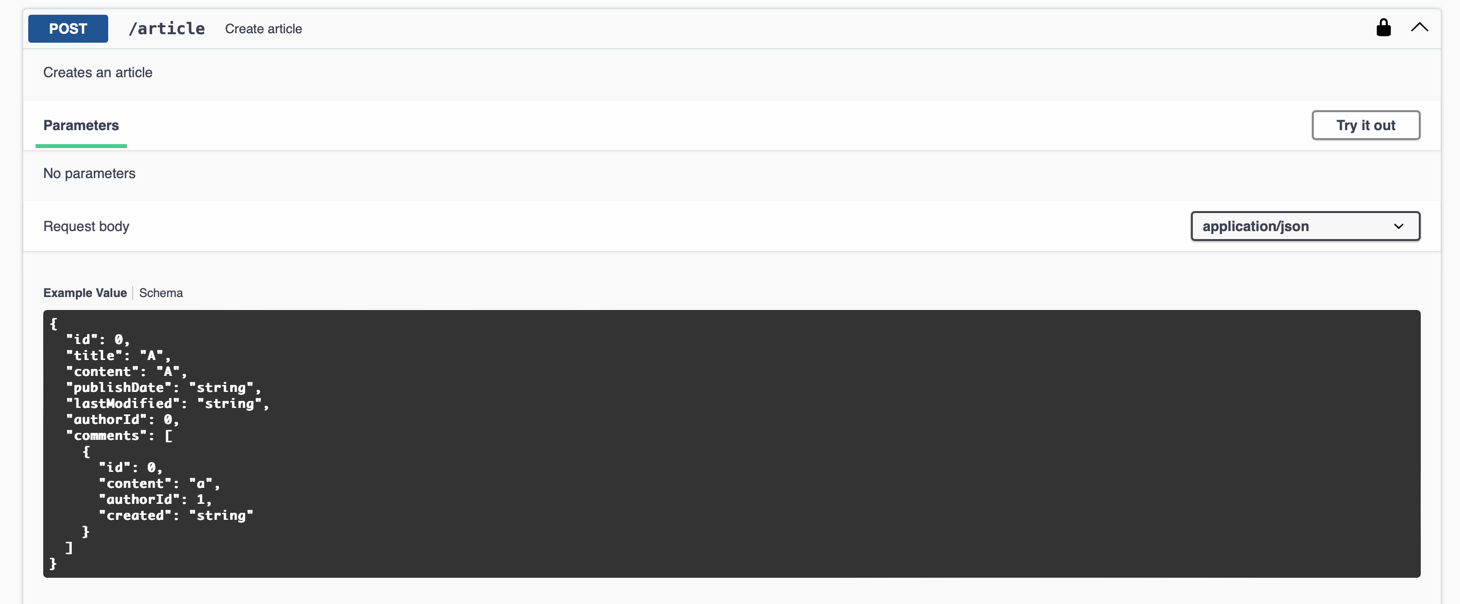 POST /article Create article
Creates an article
Parameters
Try it out
No parameters
Request body
application/json
Example Value Schema
{
  "id": 0,
  "title": "A",
  "content": "A",
  "publishDate": "string",
  "lastModified": "string",
  "authorId": 0,
  "comments": [
    {
      "id": 0,
      "content": "a",
      "authorId": 1,
      "created": "string"
    }
  ]
}